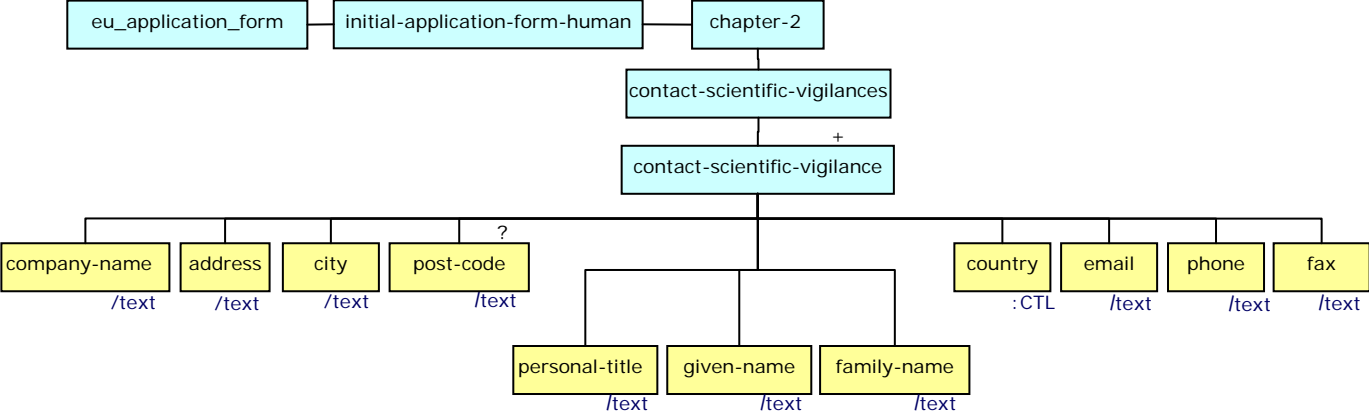 eu_application_form initial-application-form-human chapter-2
contact-scientific-vigilances
+
contact-scientific-vigilance
?
company-name address city post-code country email phone fax
/text /text /text /text :CTL /text /text /text
personal-title given-name family-name
/text /text /text